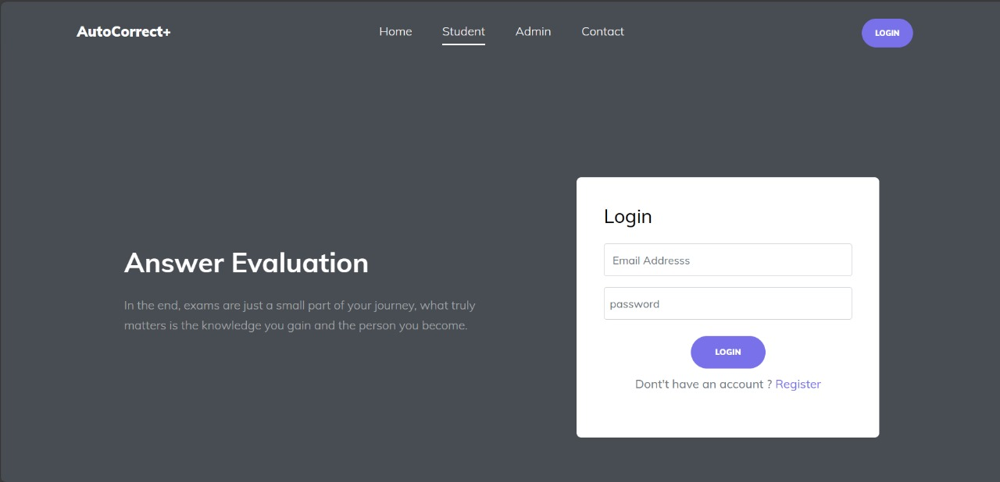 AutoCorrect+
Home Student Admin Contact
LOGIN
Answer Evaluation
In the end, exams are just a small part of your journey, what truly
matters is the knowledge you gain and the person you become.
Login
Email Addresss
password
LOGIN
Dont't have an account ? Register